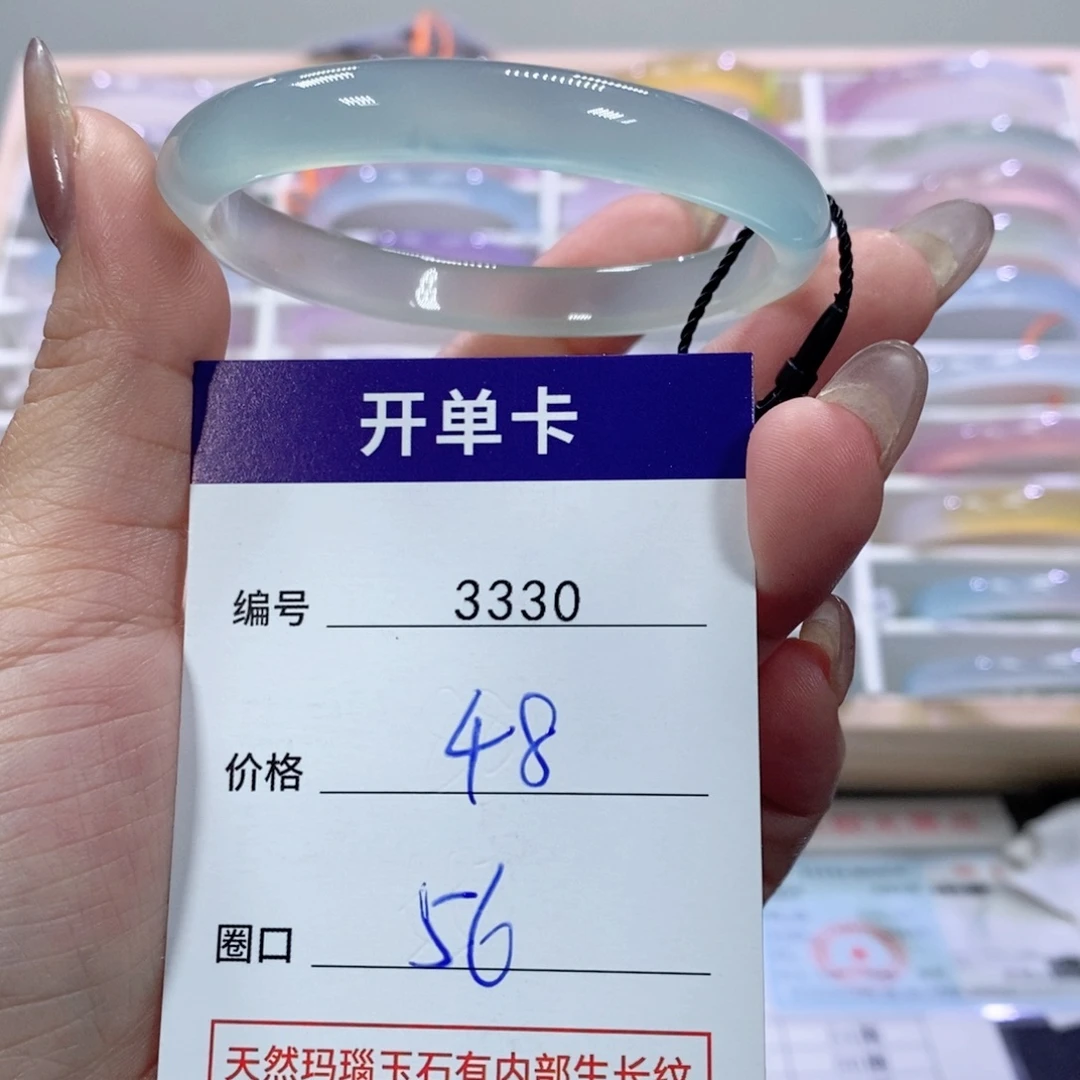 开单卡
编号 3330
价格 48
圈口 56
天然玛瑙玉石有内部生长纹